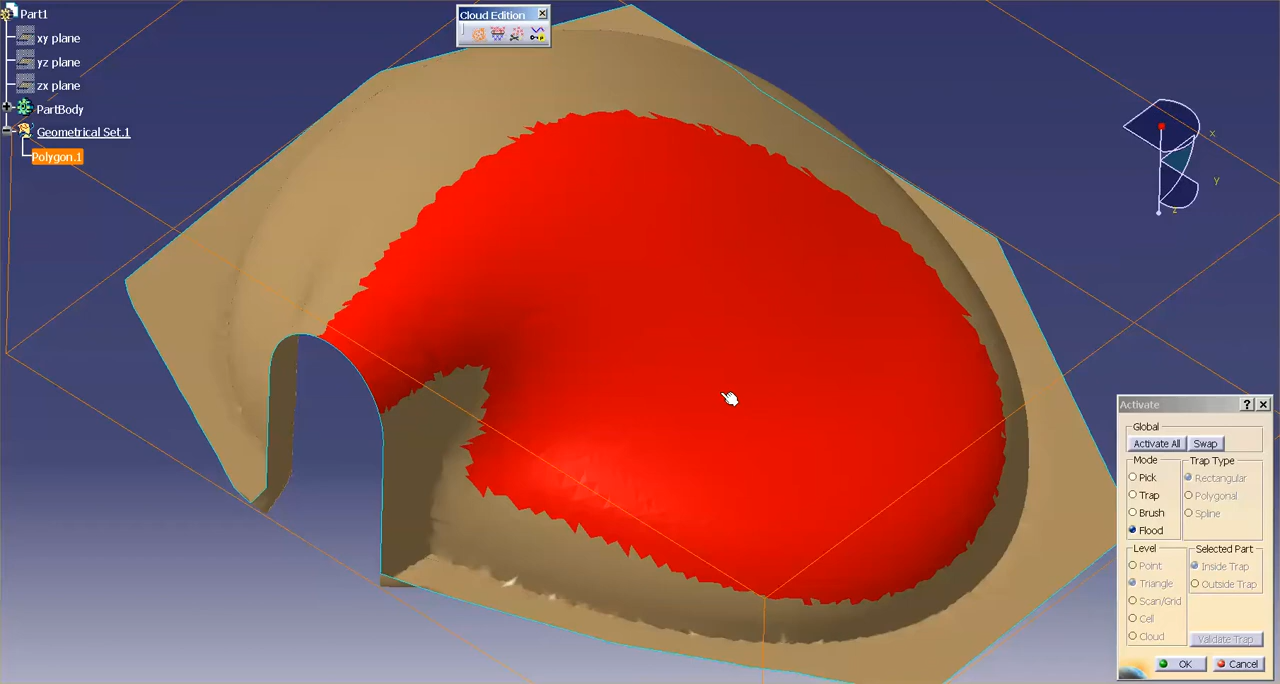 Part1
xy plane
yz plane
zx plane
PartBody
Geometrical Set.1
Polygon.1
Cloud Edition
x
y
z
Activate
?
Global
Activate All Swap
Mode
Pick
Trap
Brush
Flood
Trap Type
Rectangular
Polygonal
Spline
Level
Point
Triangle
Scan/Grid
Cell
Cloud
Selected Part
Inside Trap
Outside Trap
Validate Trap
OK Cancel